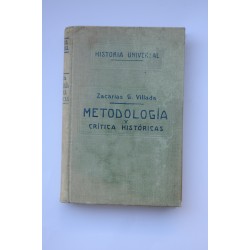 HISTORIA UNIVERSAL
Zacarías G. Villada
METODOLOGÍA
Y
CRÍTICA HISTÓRICAS